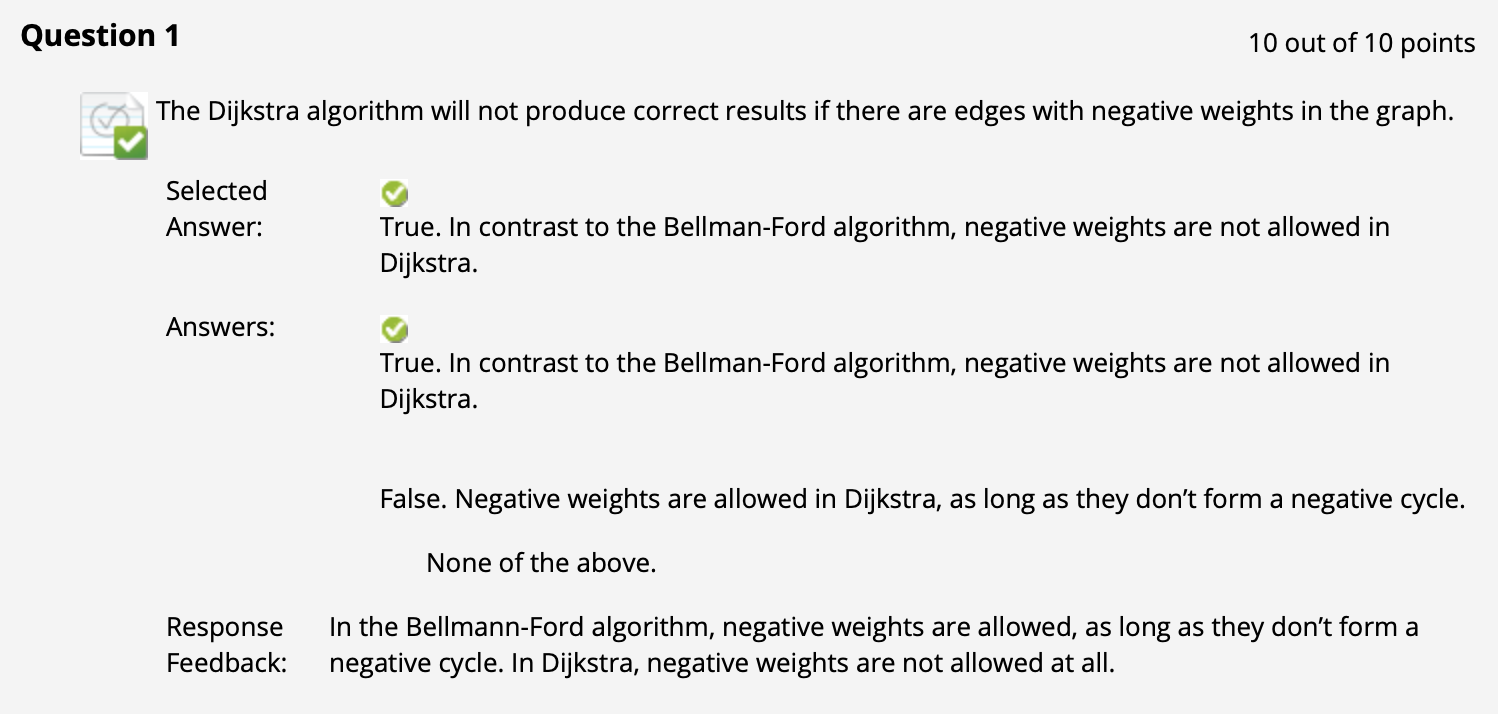 Question 1
10 out of 10 points
The Dijkstra algorithm will not produce correct results if there are edges with negative weights in the graph.
Selected
Answer:
True. In contrast to the Bellman-Ford algorithm, negative weights are not allowed in
Dijkstra.
Answers:
True. In contrast to the Bellman-Ford algorithm, negative weights are not allowed in
Dijkstra.
False. Negative weights are allowed in Dijkstra, as long as they don’t form a negative cycle.
None of the above.
Response
Feedback:
In the Bellmann-Ford algorithm, negative weights are allowed, as long as they don’t form a
negative cycle. In Dijkstra, negative weights are not allowed at all.